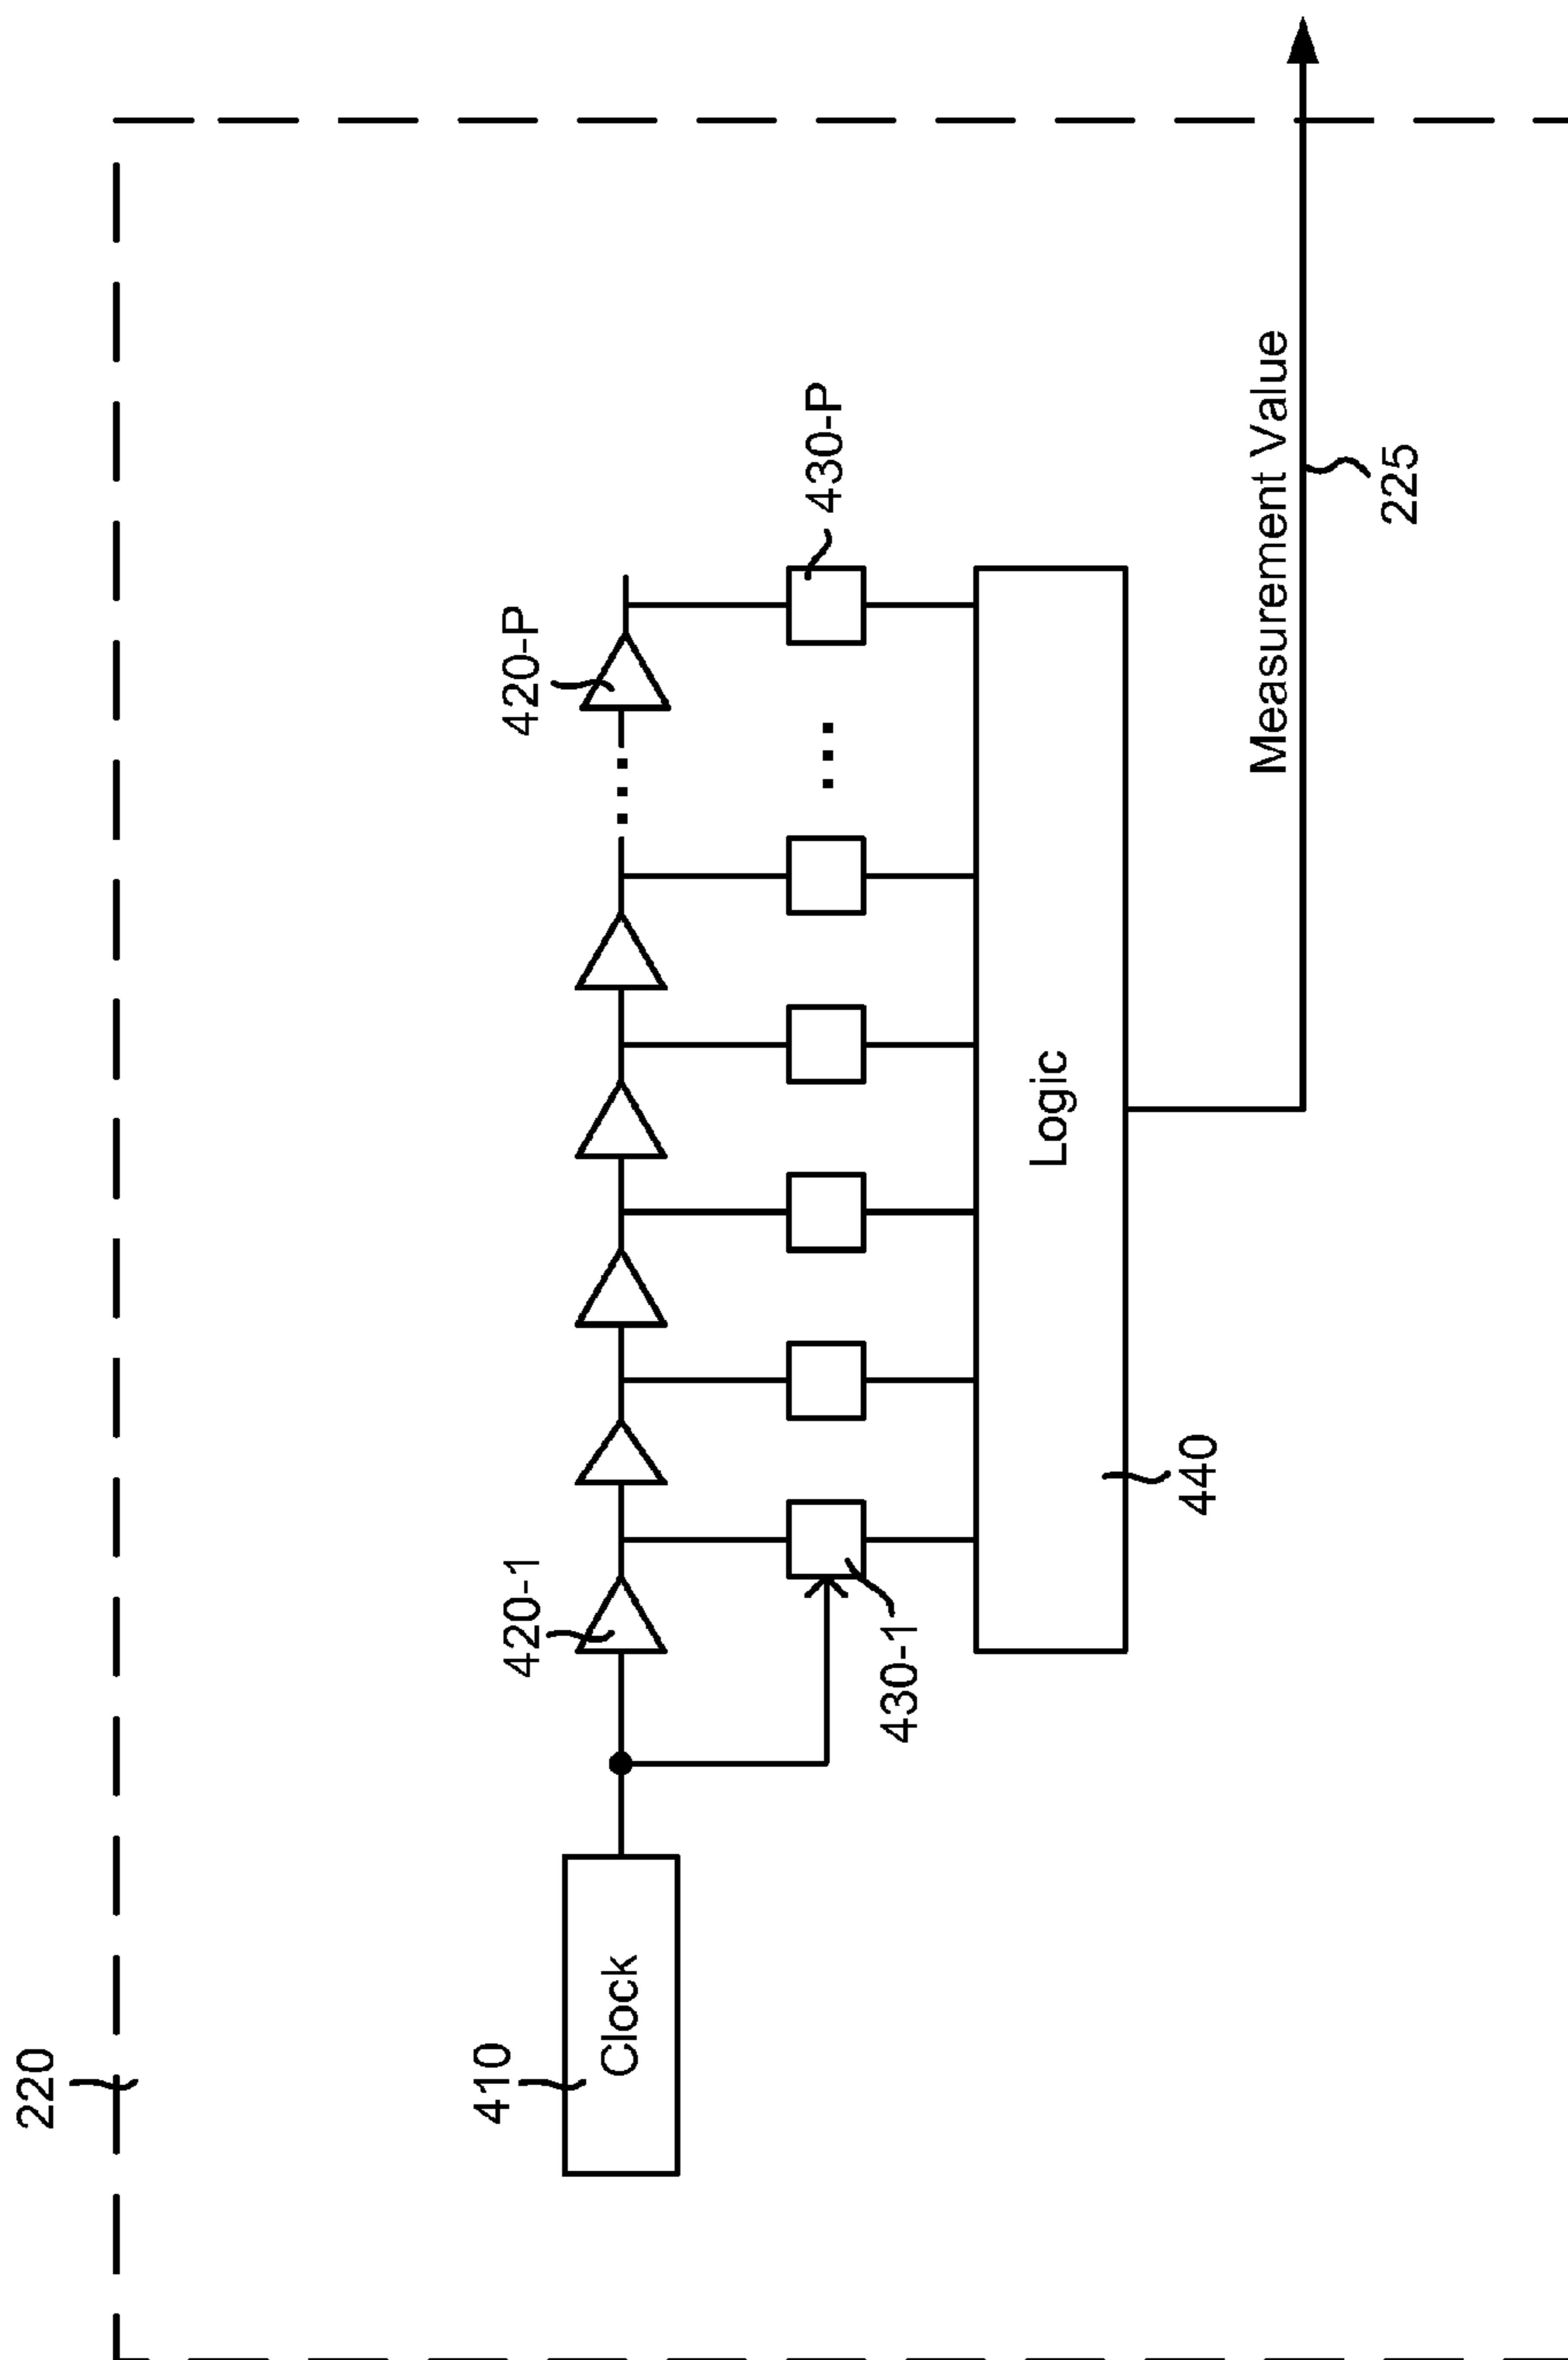 220
410
Clock
420-1
420-P
430-1
430-P
Logic
440
Measurement Value
225